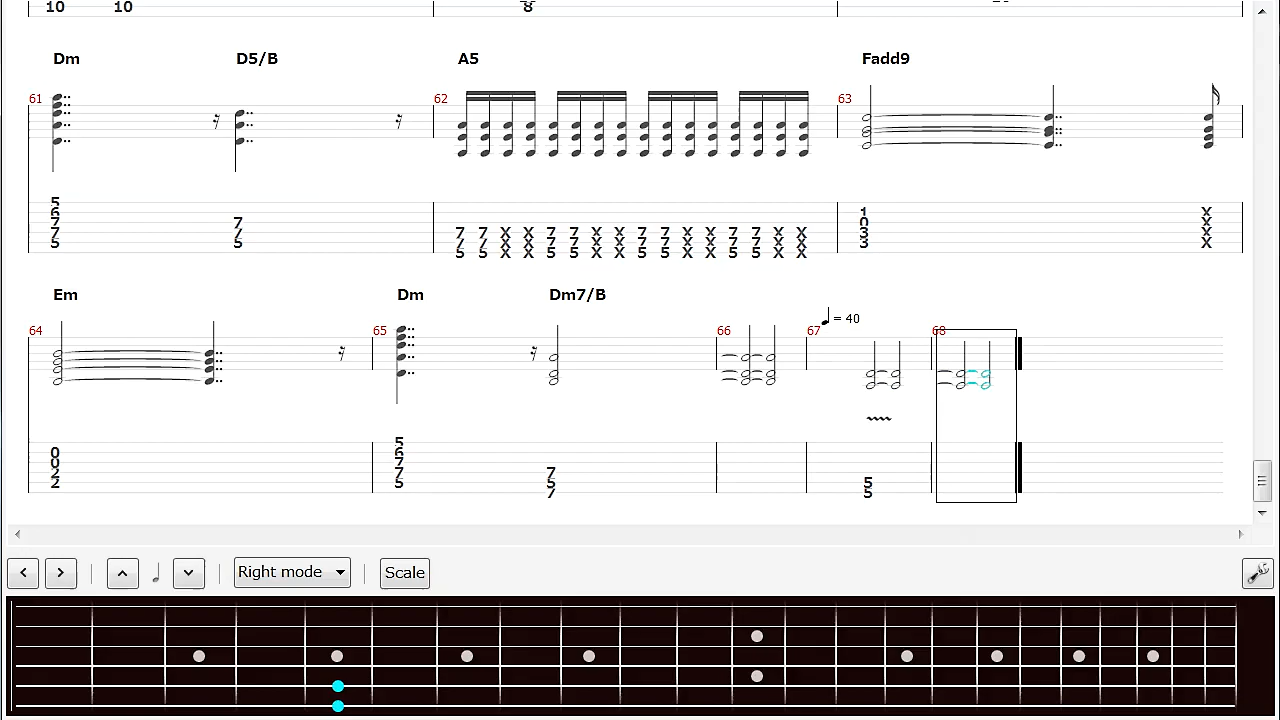 10 10 8
Dm D5/B A5 Fadd9
61 62 63
5 1 X
6 0 X
7 7 3 X
7 7 7 7 X X 7 7 X X 7 7 X X 7 7 X X 3 X
5 5 7 7 X X 7 7 X X 7 7 X X 7 7 X X
5 5 X X 5 5 X X 5 5 X X 5 5 X X
Em Dm Dm7/B
64 65 66 67 68
= 40
5
0 6
0 7
2 7 7
2 5 5 5
7 5
< > Right mode Scale